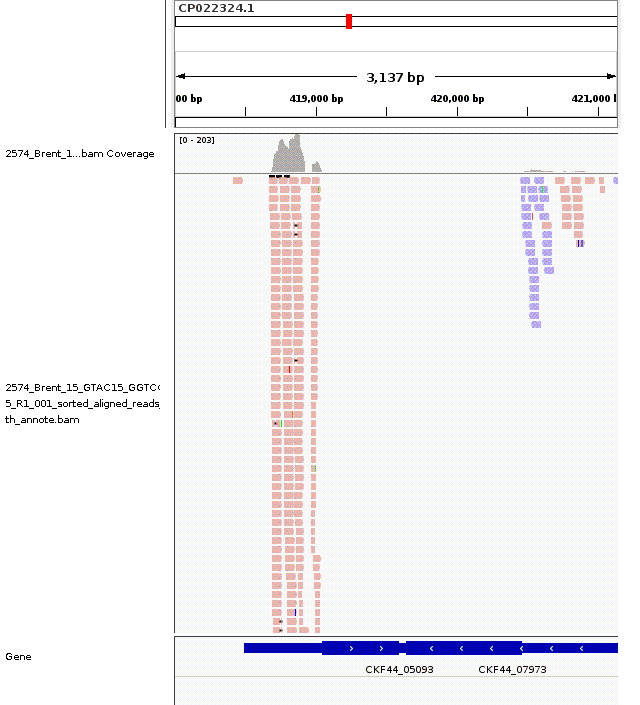 CP022324.1
3,137 bp
00 bp
419,000 bp
420,000 bp
421,000 l
[0 - 203]
2574_Brent_1...bam Coverage
2574_Brent_15_GTAC15_GGTC
5_R1_001_sorted_aligned_reads_
th_annote.bam
Gene
CKF44_05093
CKF44_07973